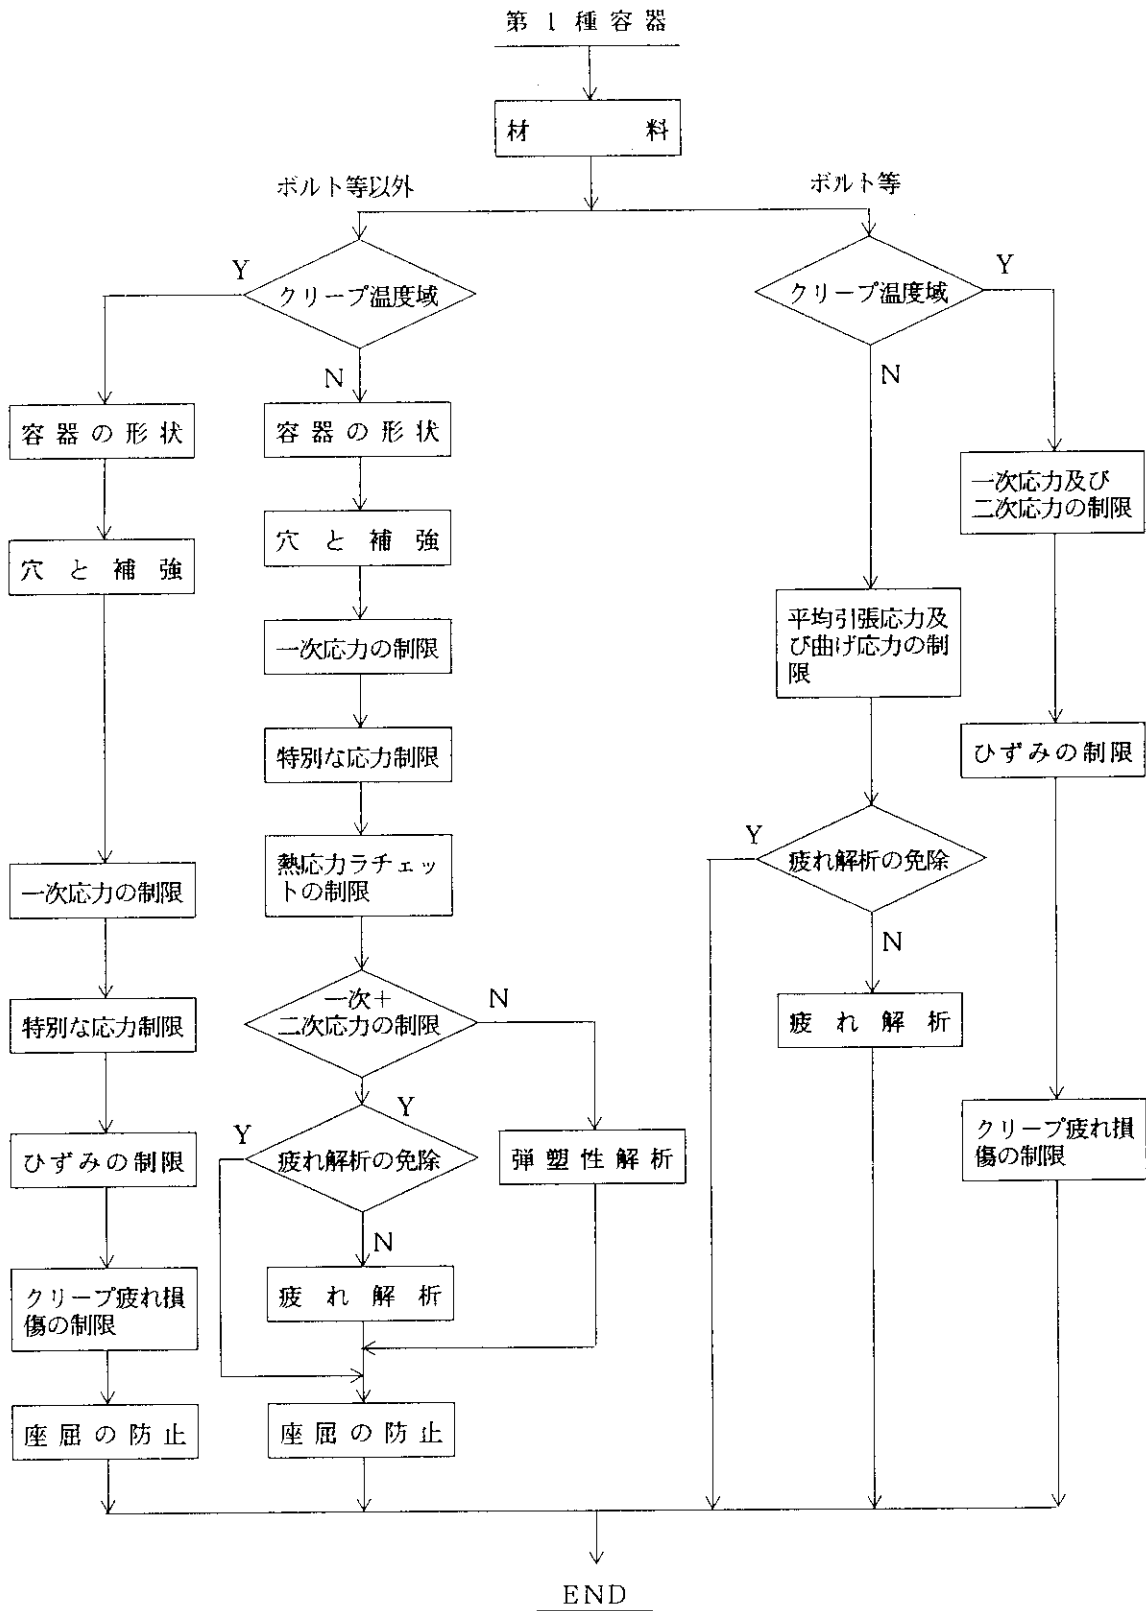 第 1 種 容 器
材 料
ボルト等以外
ボルト等
Y
クリープ温度域
クリープ温度域
Y
N
N
容 器 の 形 状
容 器 の 形 状
一次応力及び
二次応力の制限
穴 と 補 強
穴 と 補 強
平均引張応力及
び曲げ応力の制
限
一次応力の制限
特別な応力制限
ひずみの制限
熱応力ラチェッ
トの制限
Y
疲れ解析の免除
一次応力の制限
N
一次+
二次応力の制限
N
特別な応力制限
疲 れ 解 析
Y
Y
疲れ解析の免除
弾 塑 性 解 析
クリープ疲れ損
傷の制限
ひずみの制限
N
クリープ疲れ損
傷の制限
疲 れ 解 析
座 屈 の 防 止
座 屈 の 防 止
END